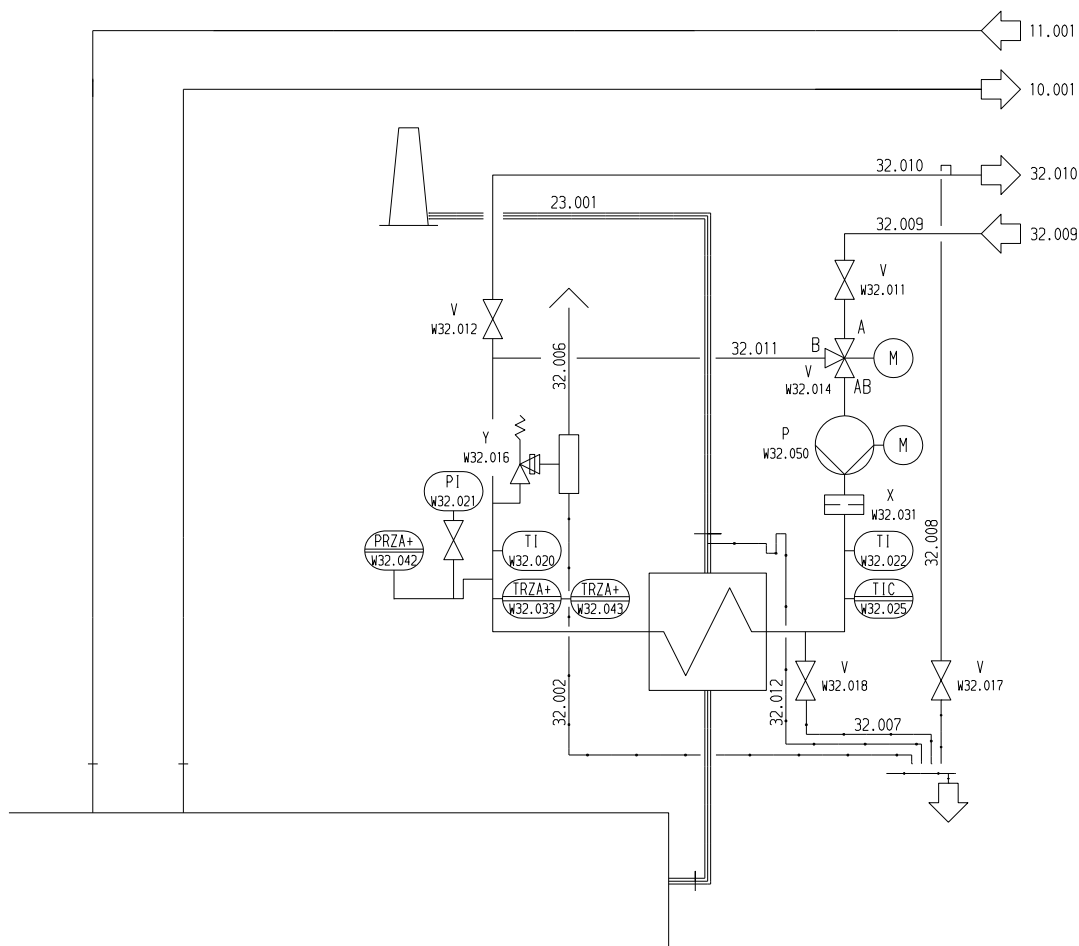 11.001
10.001
32.010
32.010
23.001
32.009
32.009
V
W32.011
V
W32.012
A
B
M
32.011
V
W32.014
AB
32.006
P
W32.050
M
Y
W32.016
PI
W32.021
X
W32.031
PRZA+
W32.042
TI
W32.020
TI
W32.022
32.008
TRZA+
W32.033
TRZA+
W32.043
TIC
W32.025
V
W32.018
V
W32.017
32.002
32.012
32.007